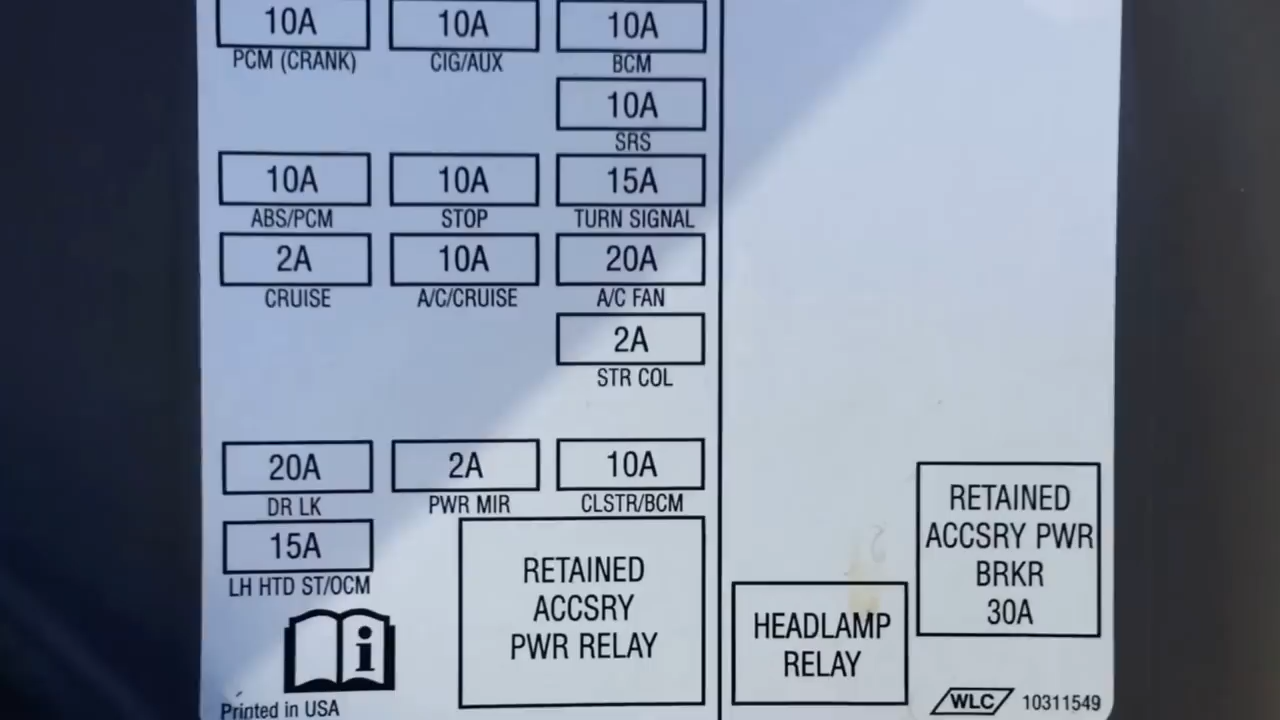 10A 10A 10A
PCM (CRANK) CIG/AUX BCM
10A
SRS
10A 10A 15A
ABS/PCM STOP TURN SIGNAL
2A 10A 20A
CRUISE A/C/CRUISE A/C FAN
2A
STR COL
20A 2A 10A
DR LK PWR MIR CLSTR/BCM
15A
LH HTD ST/OCM
RETAINED
ACCSRY
PWR RELAY
HEADLAMP
RELAY
RETAINED
ACCSRY PWR
BRKR
30A
i
Printed in USA
WLC 10311549